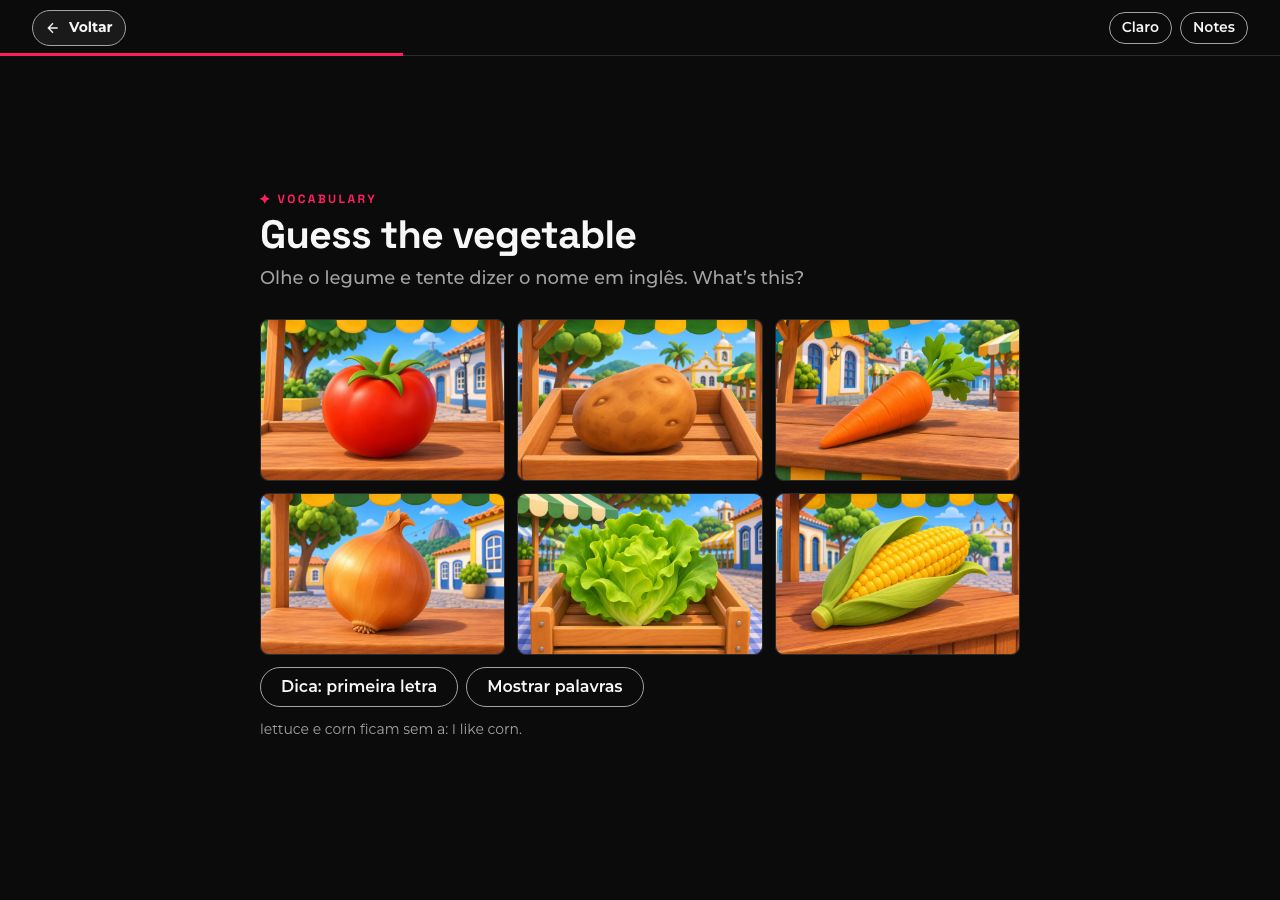 Voltar
Claro
Notes
VOCABULARY
Guess the vegetable
Olhe o legume e tente dizer o nome em inglês. What’s this?
Dica: primeira letra
Mostrar palavras
lettuce e corn ficam sem a: I like corn.